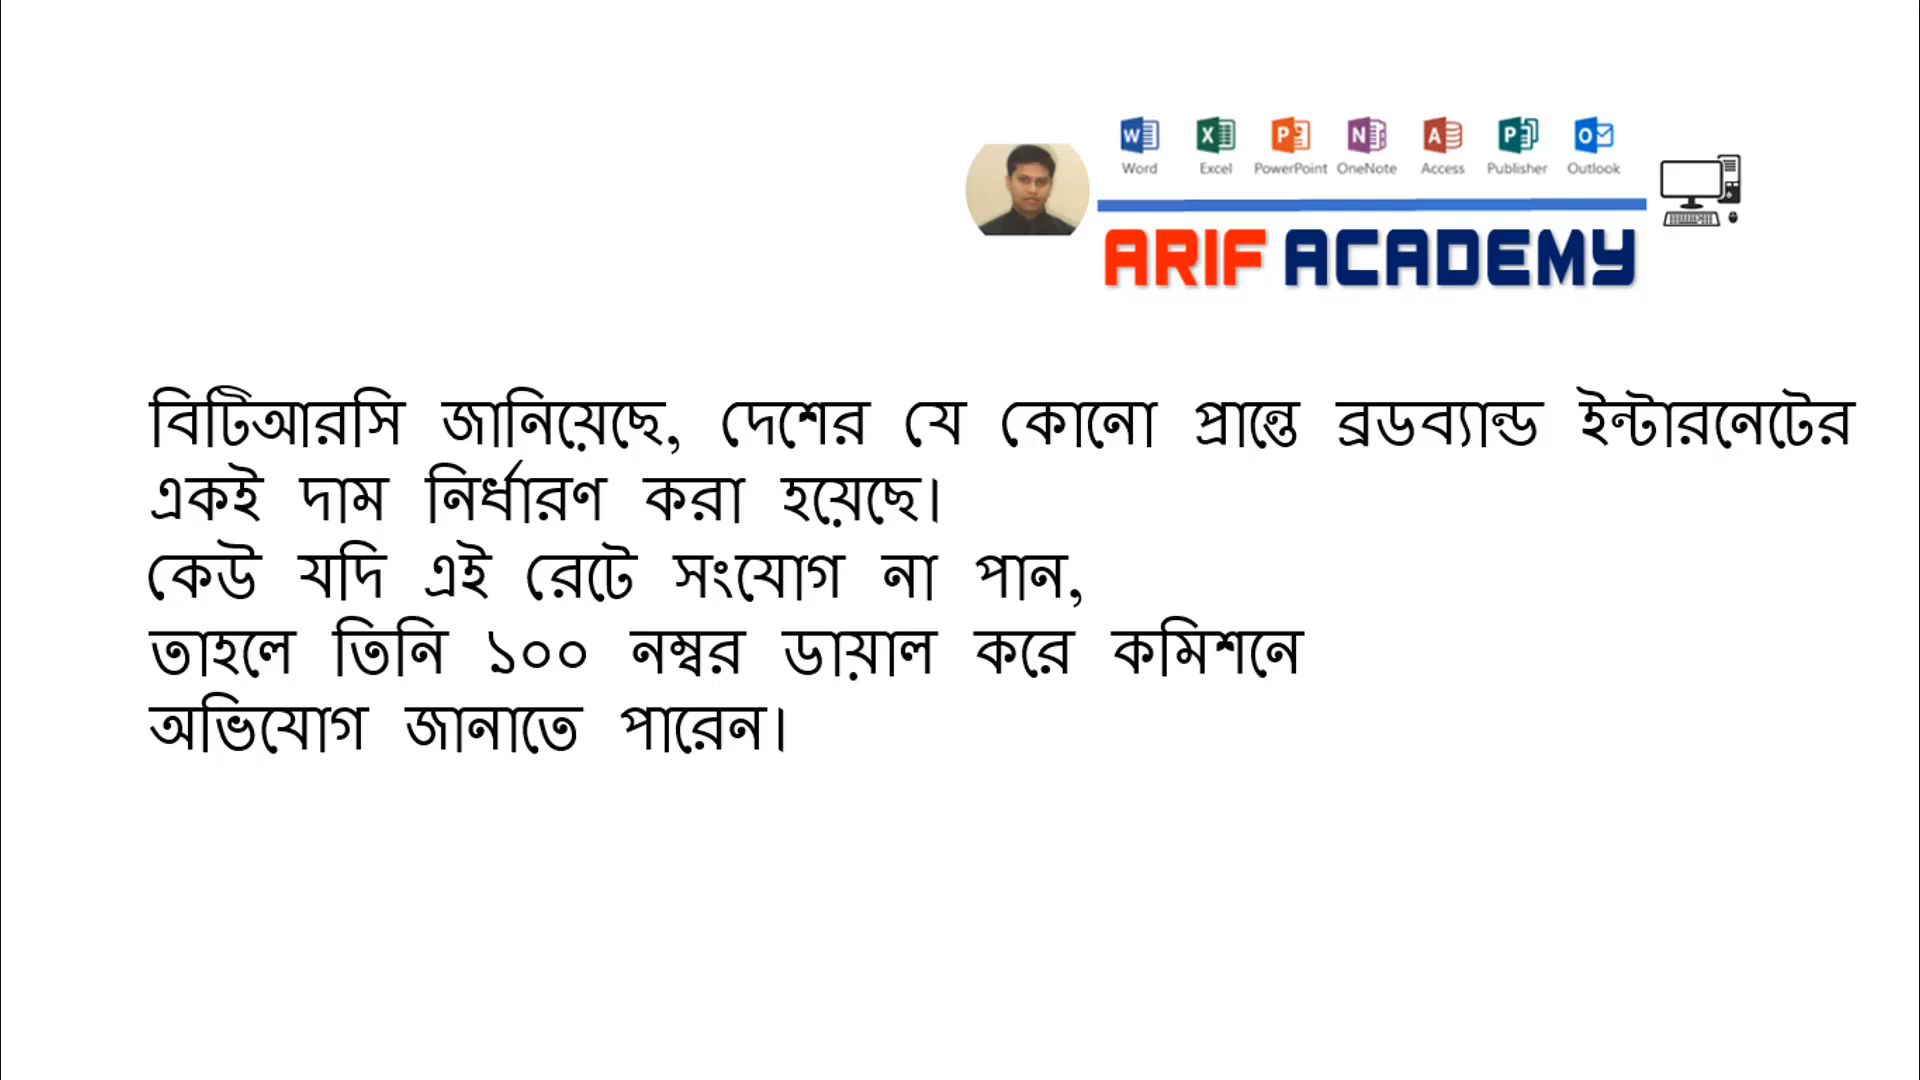 Word Excel PowerPoint OneNote Access Publisher Outlook
ARIF ACADEMY
বিটিআরসি জানিয়েছে, দেশের যে কোনো প্রান্তে ব্রডব্যান্ড ইন্টারনেটের
একই দাম নির্ধারণ করা হয়েছে।
কেউ যদি এই রেটে সংযোগ না পান,
তাহলে তিনি ১০০ নম্বর ডায়াল করে কমিশনে
অভিযোগ জানাতে পারেন।